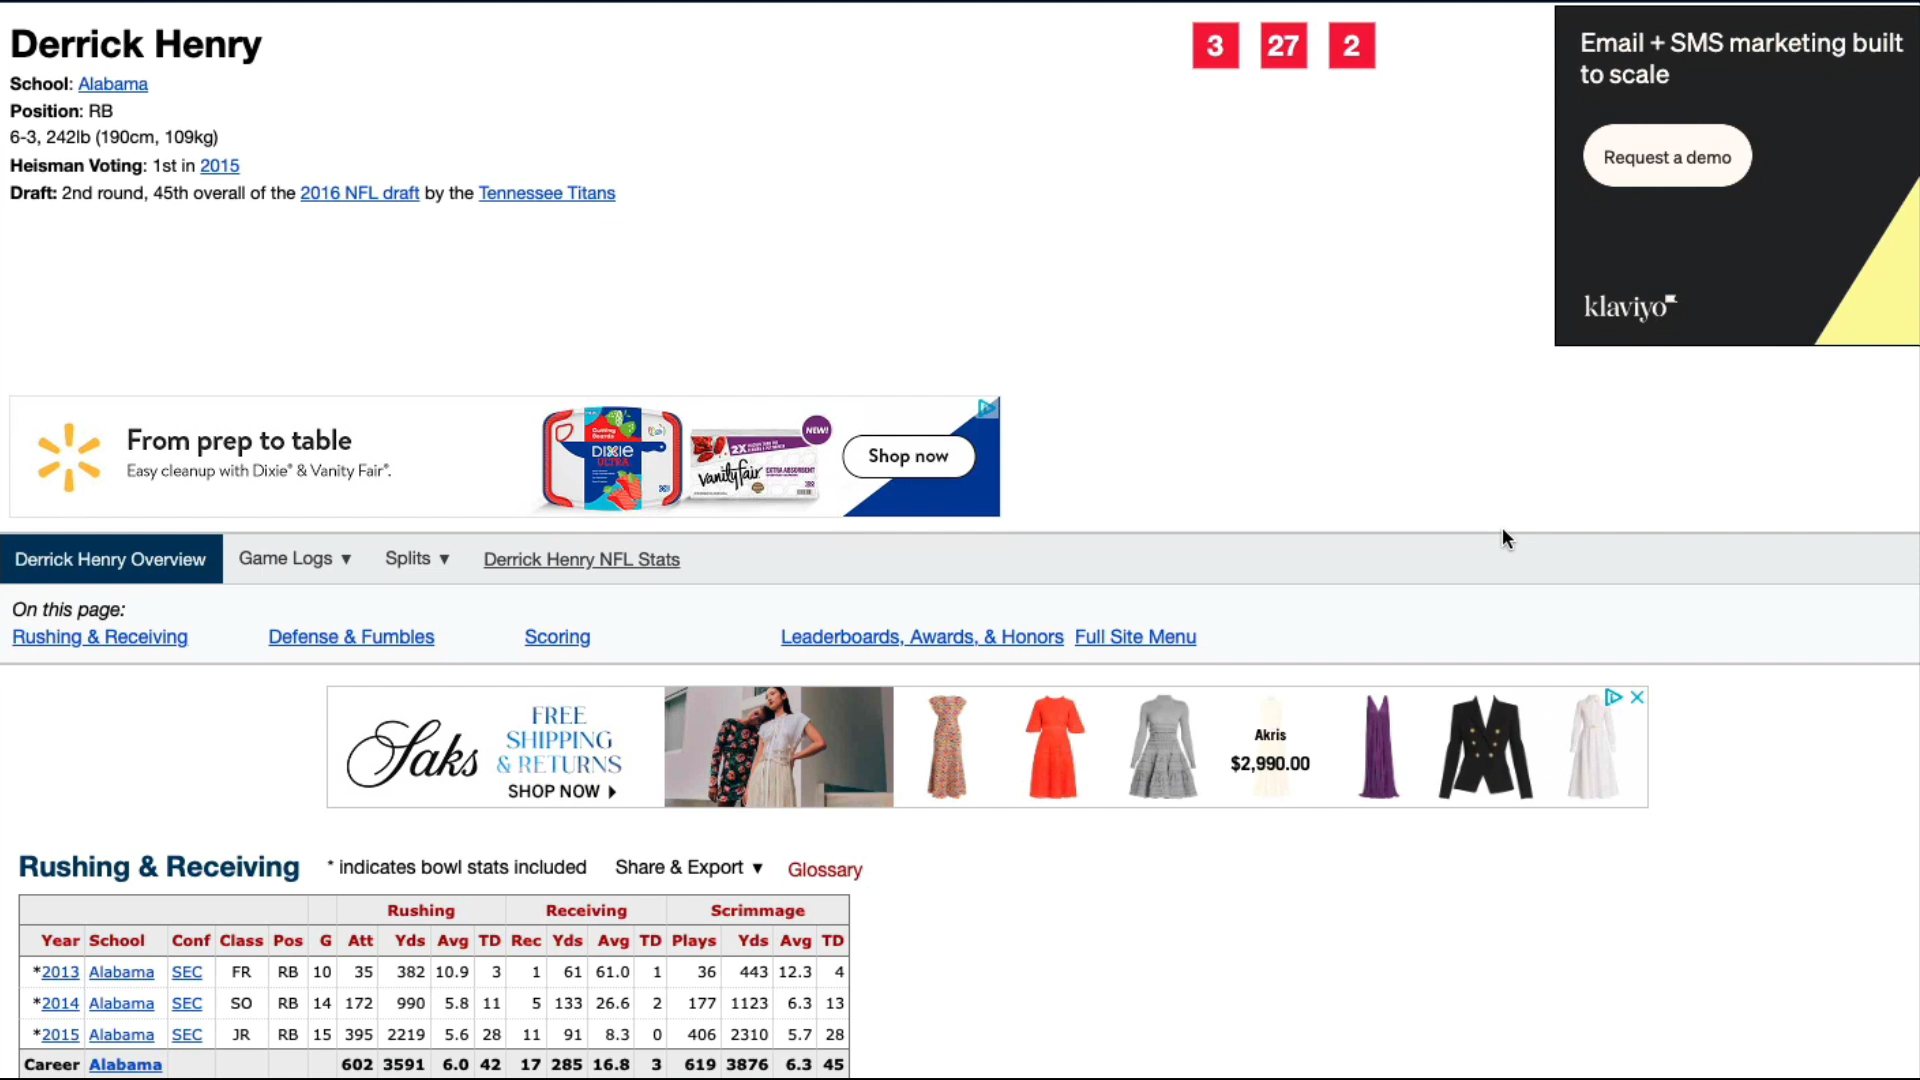 Derrick Henry
School: Alabama
Position: RB
6-3, 242lb (190cm, 109kg)
Heisman Voting: 1st in 2015
Draft: 2nd round, 45th overall of the 2016 NFL draft by the Tennessee Titans
3 27 2
Email + SMS marketing built
to scale
Request a demo
klaviyo
From prep to table
Easy cleanup with Dixie® & Vanity Fair®.
DIXIE
ULTRA
NEW!
2X
vanity fair
EXTRA ABSORBENT
Shop now
Derrick Henry Overview Game Logs ▼ Splits ▼ Derrick Henry NFL Stats
On this page:
Rushing & Receiving Defense & Fumbles Scoring Leaderboards, Awards, & Honors Full Site Menu
Saks
FREE
SHIPPING
& RETURNS
SHOP NOW
Akris
$2,990.00
Rushing & Receiving * indicates bowl stats included Share & Export ▼ Glossary
Rushing Receiving Scrimmage
Year School Conf Class Pos G Att Yds Avg TD Rec Yds Avg TD Plays Yds Avg TD
*2013 Alabama SEC FR RB 10 35 382 10.9 3 1 61 61.0 1 36 443 12.3 4
*2014 Alabama SEC SO RB 14 172 990 5.8 11 5 133 26.6 2 177 1123 6.3 13
*2015 Alabama SEC JR RB 15 395 2219 5.6 28 11 91 8.3 0 406 2310 5.7 28
Career Alabama 602 3591 6.0 42 17 285 16.8 3 619 3876 6.3 45